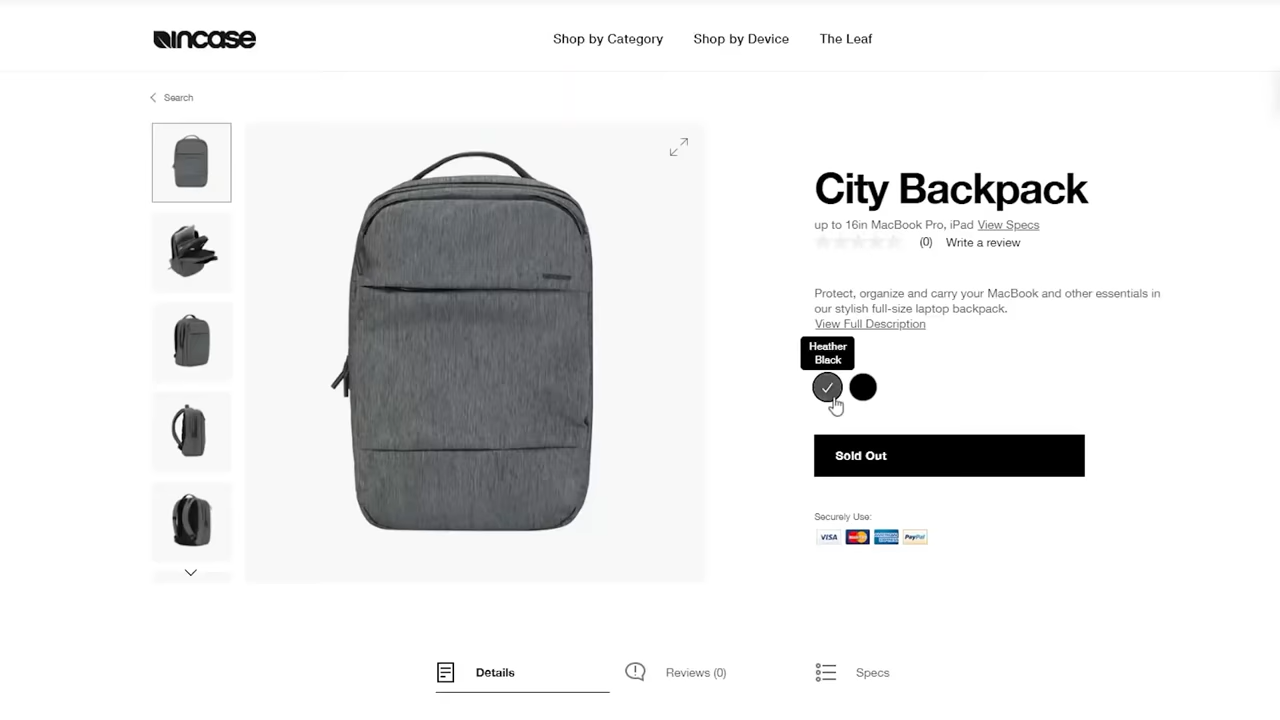 incase
Shop by Category
Shop by Device
The Leaf
Search
City Backpack
up to 16in MacBook Pro, iPad View Specs
(0) Write a review
Protect, organize and carry your MacBook and other essentials in
our stylish full-size laptop backpack.
View Full Description
Heather
Black
Sold Out
Securely Use:
VISA
PayPal
Details
Reviews (0)
Specs